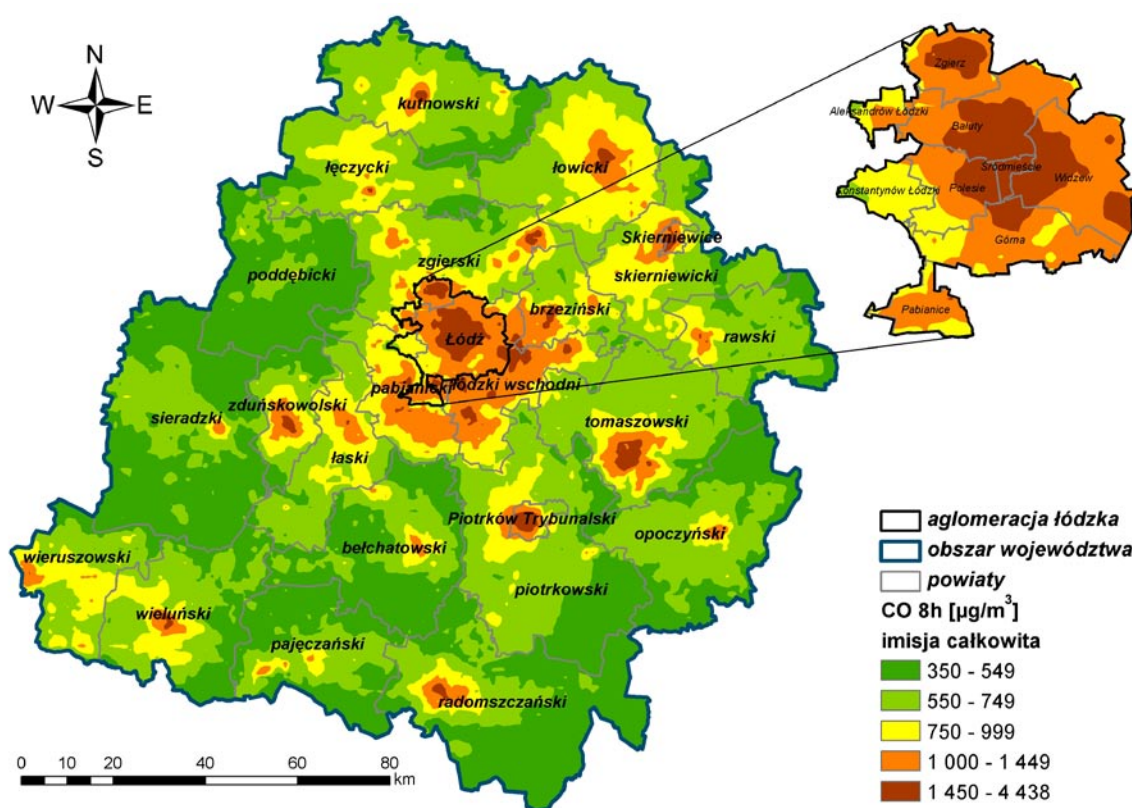 N
W E
S
kutnowski
łęczycki
łowicki
Skierniewice
zgierski
skierniewicki
poddębicki
brzeziński
rawski
Łódź
pabianicki
łódzki wschodni
zduńskowolski
sieradzki
tomaszowski
łaski
Piotrków Trybunalski
opoczyński
bełchatowski
wieruszowski
piotrkowski
wieluński
pajęczański
radomszczański
Zgierz
Aleksandrów Łódzki
Bałuty
Śródmieście
Widzew
Konstantynów Łódzki
Polesie
Górna
Pabianice
aglomeracja łódzka
obszar województwa
powiaty
CO 8h [µg/m³]
imisja całkowita
350 - 549
550 - 749
750 - 999
1 000 - 1 449
1 450 - 4 438
0 10 20 40 60 80
km